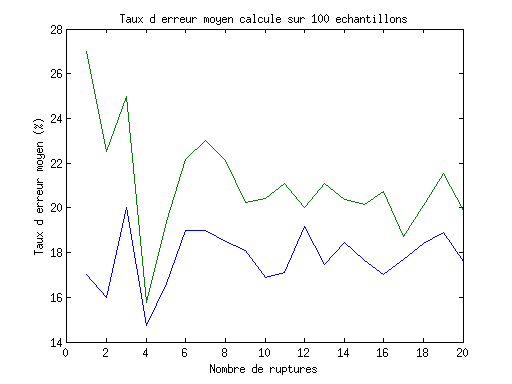 Taux d erreur moyen calcule sur 100 echantillons
28
26
24
22
20
18
16
14
Taux d erreur moyen (%)
0 2 4 6 8 10 12 14 16 18 20
Nombre de ruptures